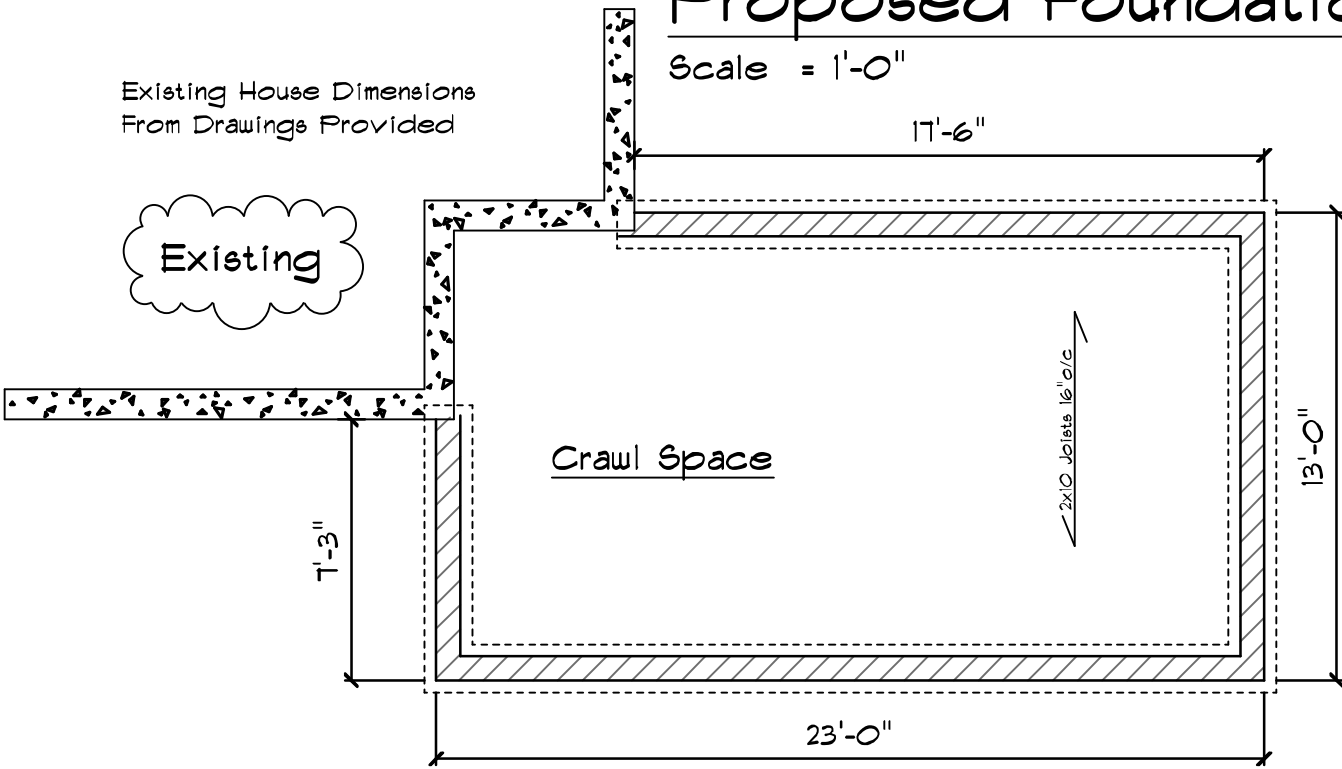 Proposed Foundatio
Scale = 1'-0"
Existing House Dimensions
From Drawings Provided
17'-6"
Existing
2x10 Joists 16"o/c
13'-0"
Crawl Space
7'-3"
23'-0"